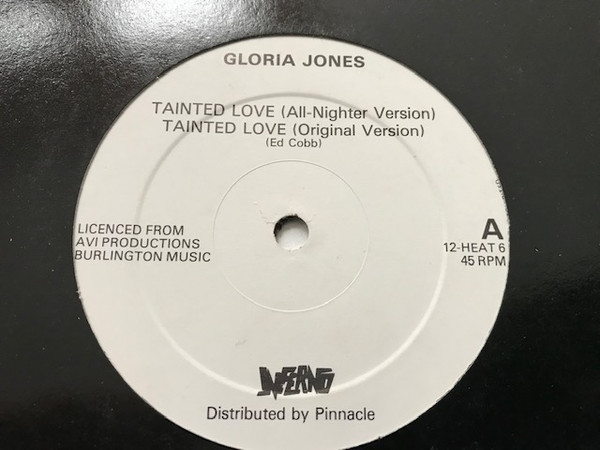 GLORIA JONES
TAINTED LOVE (All-Nighter Version)
TAINTED LOVE (Original Version)
(Ed Cobb)
LICENCED FROM
AVI PRODUCTIONS
BURLINGTON MUSIC
A
12-HEAT 6
45 RPM
INFERNO
Distributed by Pinnacle